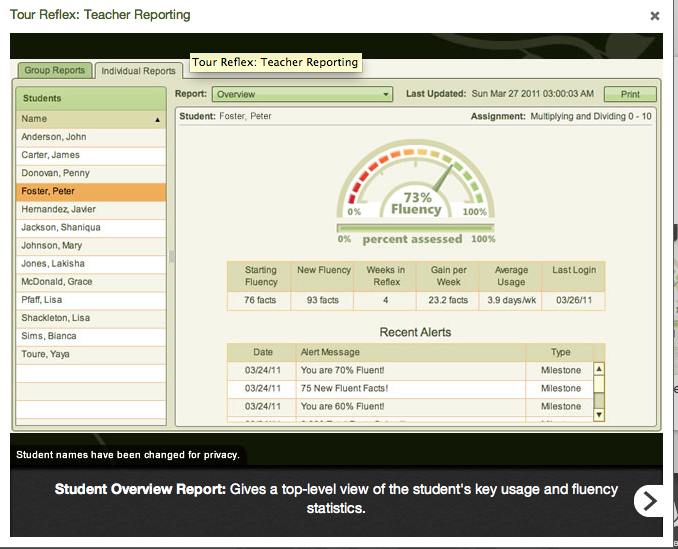 Tour Reflex: Teacher Reporting
Group Reports
Individual Reports
Tour Reflex: Teacher Reporting
Students
Report:
Overview
Last Updated: Sun Mar 27 2011 03:00:03 AM
Print
Name
Student: Foster, Peter
Assignment: Multiplying and Dividing 0 - 10
Anderson, John
Carter, James
Donovan, Penny
Foster, Peter
Hernandez, Javier
Jackson, Shaniqua
Johnson, Mary
Jones, Lakisha
McDonald, Grace
Pfaff, Lisa
Shackleton, Lisa
Sims, Bianca
Toure, Yaya
73%
0% Fluency 100%
0% percent assessed 100%
Starting Fluency New Fluency Weeks in Reflex Gain per Week Average Usage Last Login
76 facts 93 facts 4 23.2 facts 3.9 days/wk 03/26/11
Recent Alerts
Date Alert Message Type
03/24/11 You are 70% Fluent! Milestone
03/24/11 75 New Fluent Facts! Milestone
03/24/11 You are 60% Fluent! Milestone
Student names have been changed for privacy.
Student Overview Report: Gives a top-level view of the student's key usage and fluency
statistics.